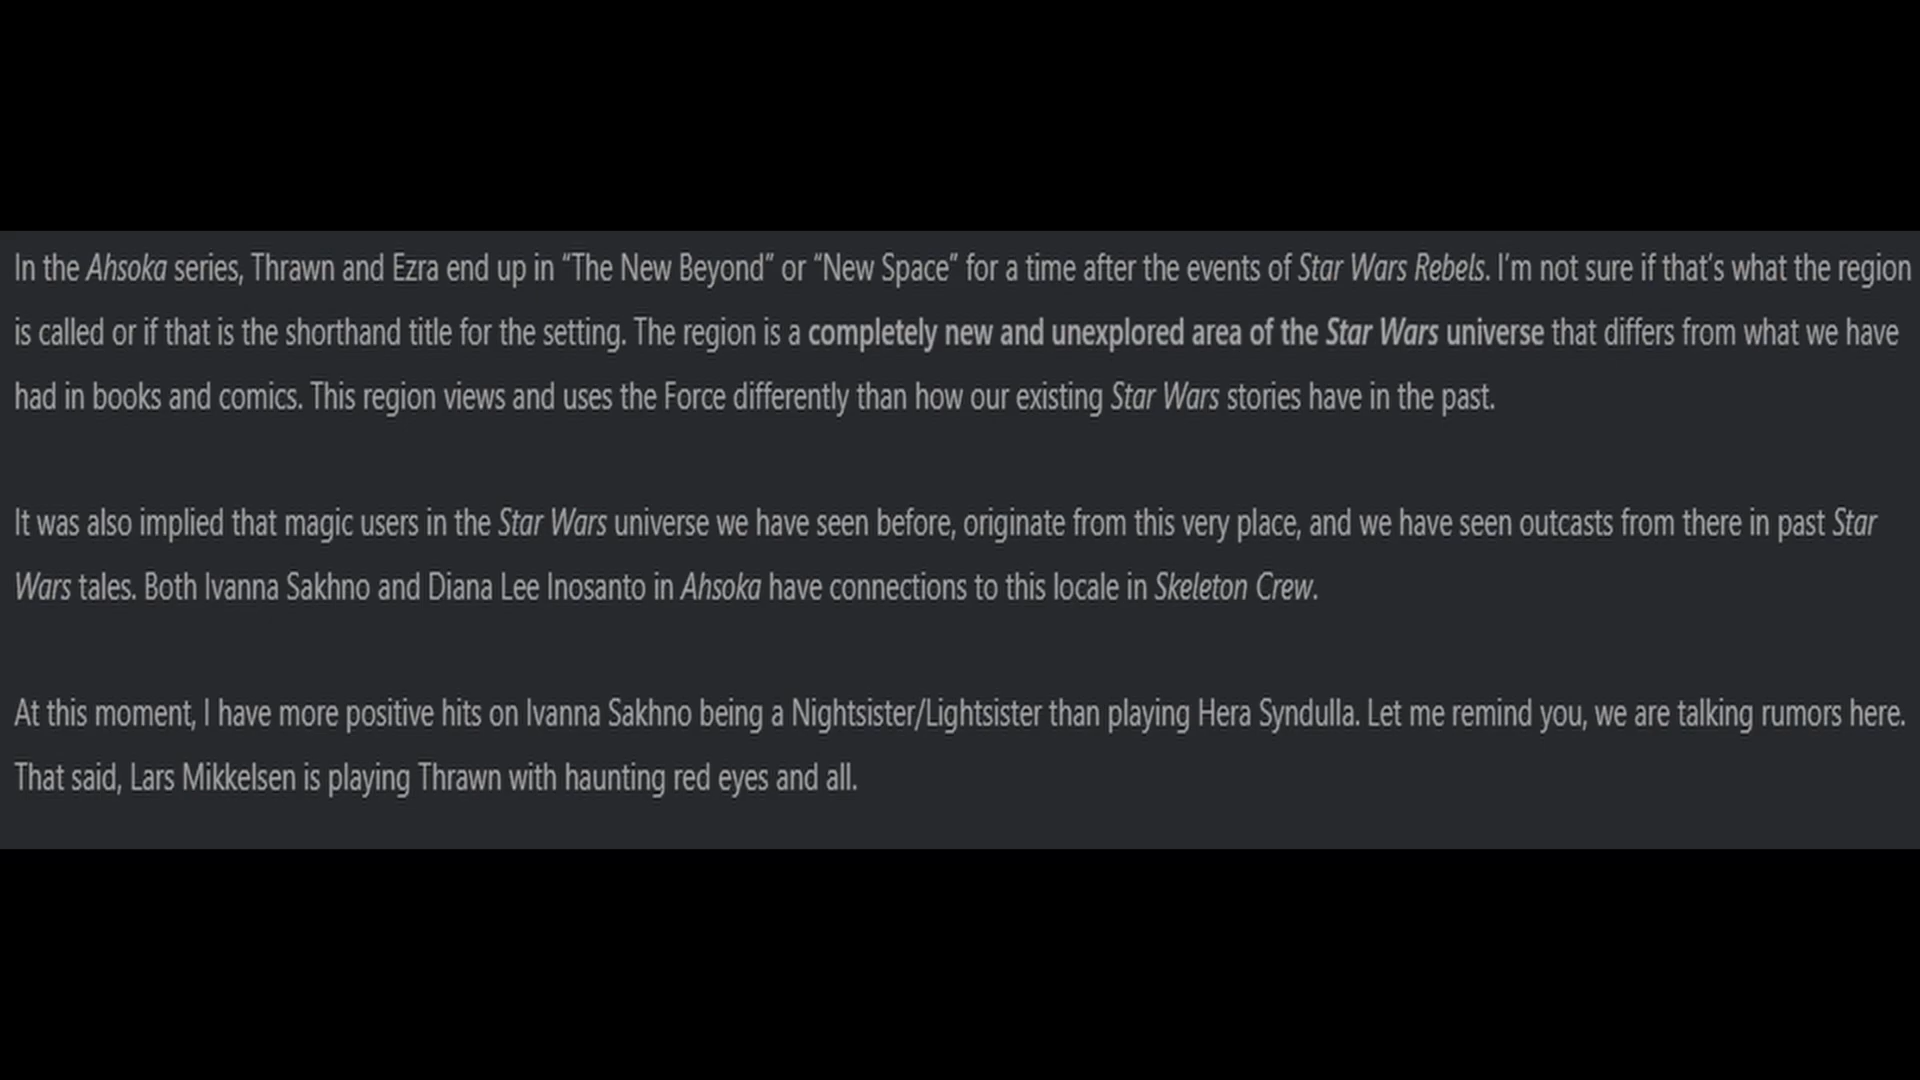 In the Ahsoka series, Thrawn and Ezra end up in “The New Beyond” or “New Space” for a time after the events of Star Wars Rebels. I’m not sure if that’s what the region
is called or if that is the shorthand title for the setting. The region is a completely new and unexplored area of the Star Wars universe that differs from what we have
had in books and comics. This region views and uses the Force differently than how our existing Star Wars stories have in the past.
It was also implied that magic users in the Star Wars universe we have seen before, originate from this very place, and we have seen outcasts from there in past Star
Wars tales. Both Ivanna Sakhno and Diana Lee Inosanto in Ahsoka have connections to this locale in Skeleton Crew.
At this moment, I have more positive hits on Ivanna Sakhno being a Nightsister/Lightsister than playing Hera Syndulla. Let me remind you, we are talking rumors here.
That said, Lars Mikkelsen is playing Thrawn with haunting red eyes and all.